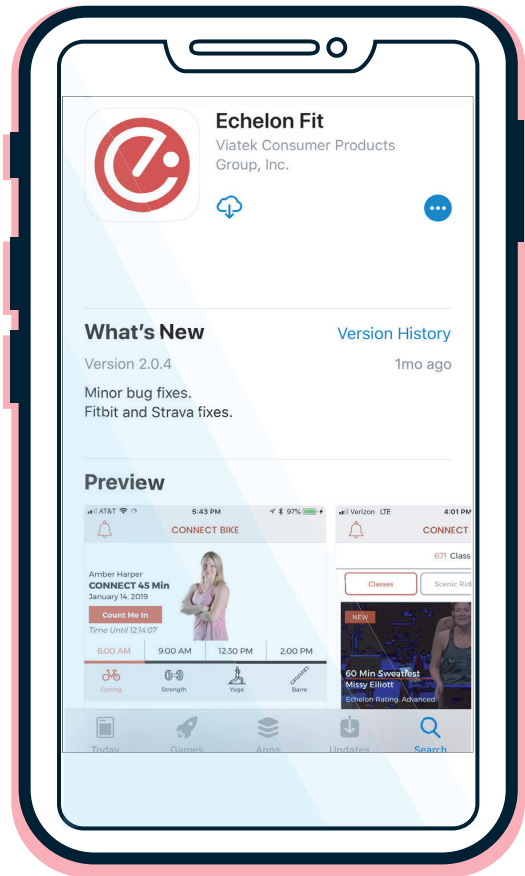 Echelon Fit
Viatek Consumer Products
Group, Inc.
What's New
Version History
Version 2.0.4
1mo ago
Minor bug fixes.
Fitbit and Strava fixes.
Preview
AT&T 5:43 PM 97%
CONNECT BIKE
Amber Harper
CONNECT 45 Min
January 14, 2019
Count Me In
Time Until 12:14:07
6:00 AM 9:00 AM 12:30 PM 2:00 PM
Cycling Strength Yoga Barre
Verizon LTE 4:01 PM
CONNECT
671 Class
Classes Scenic Rid
NEW
60 Min Sweatfest
Missy Elliott
Echelon Rating: Advanced
Today Games Apps Updates Search